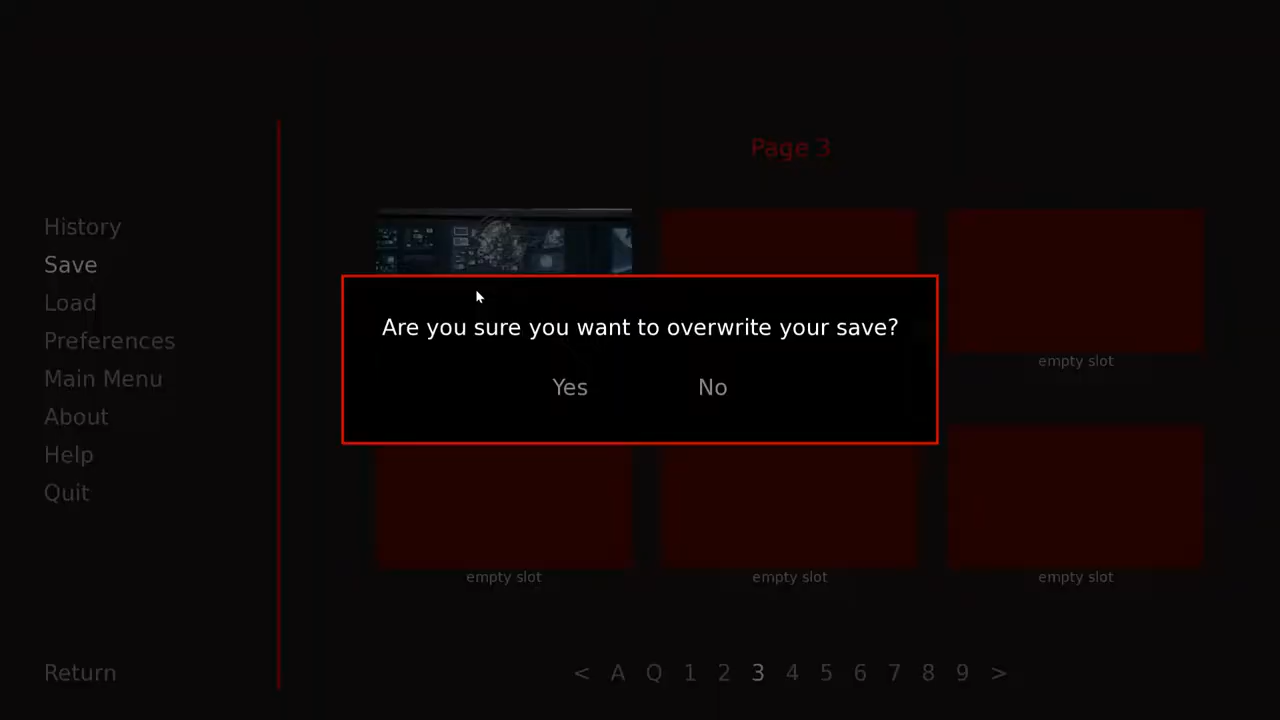 Page 3
History
Save
Load
Preferences
Main Menu
About
Help
Quit
Are you sure you want to overwrite your save?
Yes No
empty slot
empty slot empty slot empty slot
Return
< A Q 1 2 3 4 5 6 7 8 9 >